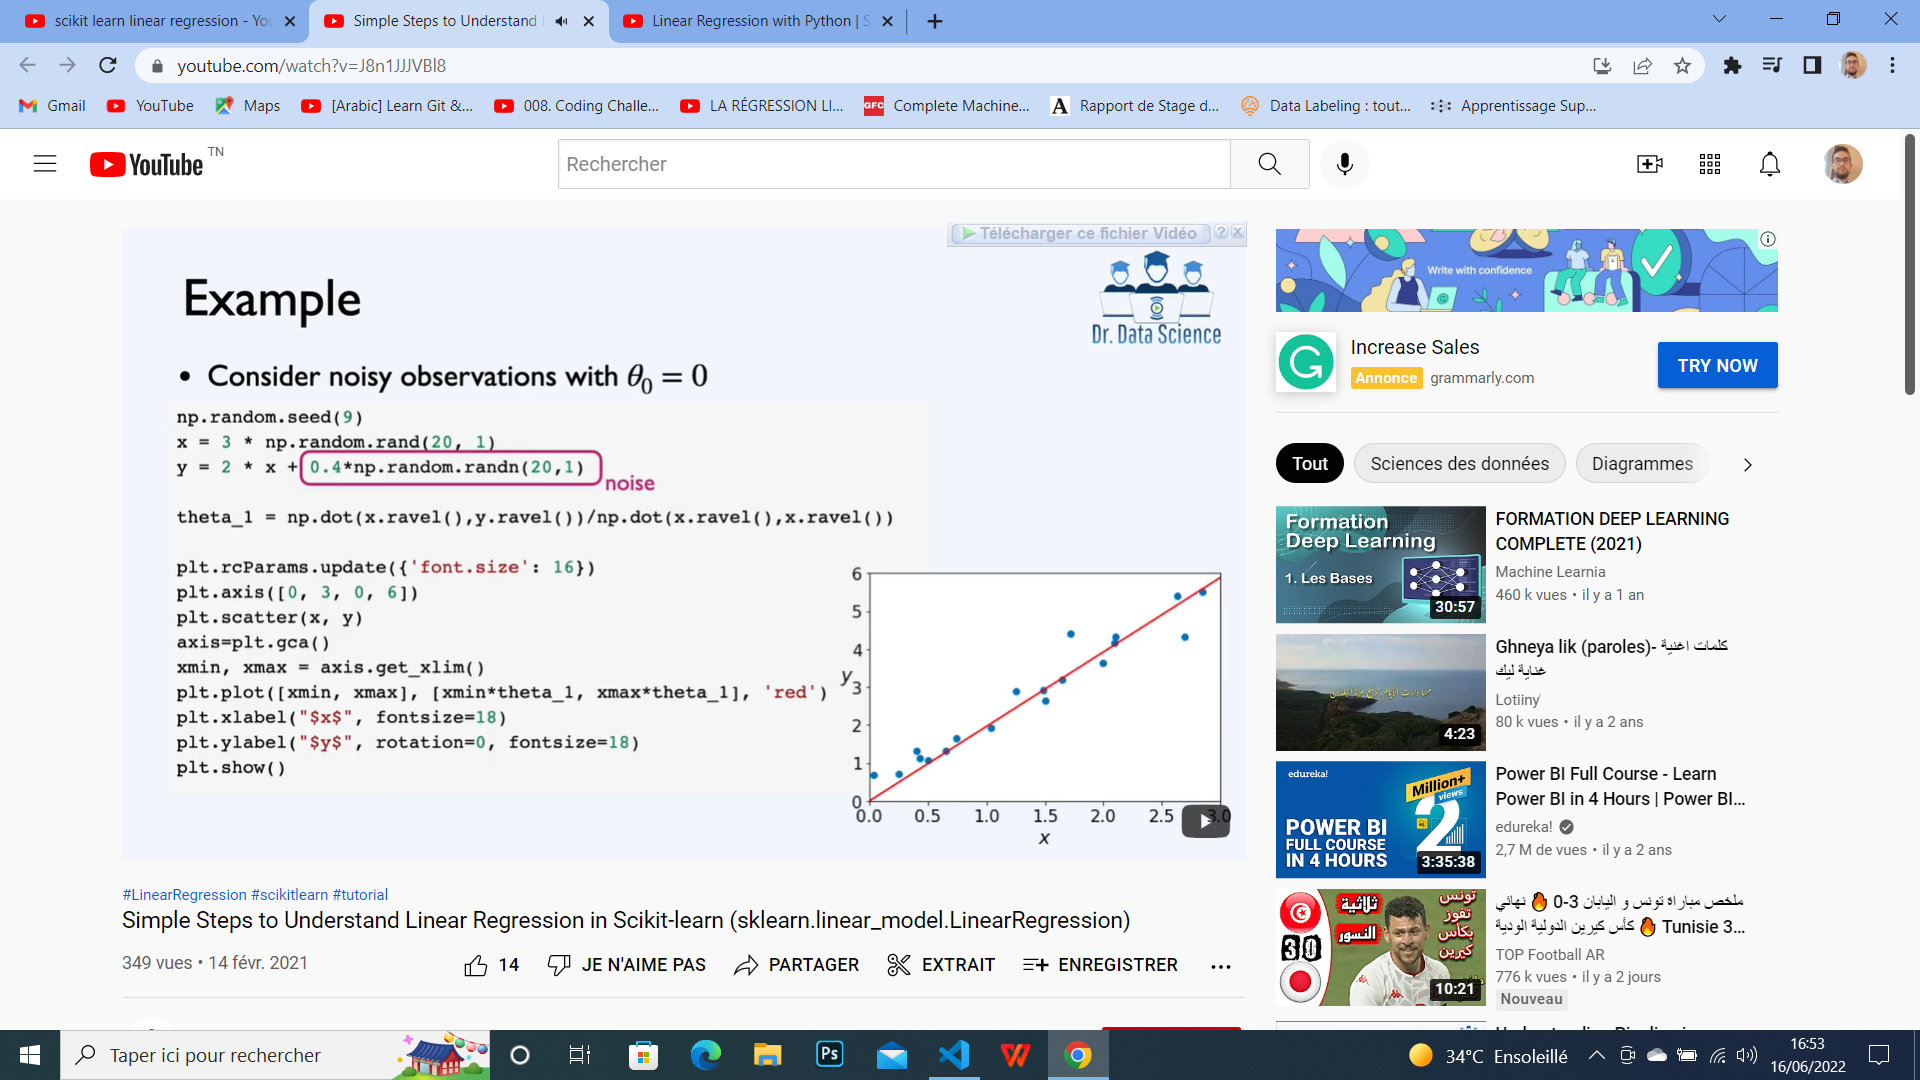 scikit learn linear regression - You
Simple Steps to Understand
Linear Regression with Python | S
youtube.com/watch?v=J8n1JJJVBl8
Gmail
YouTube
Maps
[Arabic] Learn Git &...
008. Coding Challe...
LA RÉGRESSION LI...
GFC
Complete Machine...
A
Rapport de Stage d...
Data Labeling : tout...
Apprentissage Sup...
YouTube TN
Rechercher
Télécharger ce fichier Vidéo ? X
Example
Dr. Data Science
• Consider noisy observations with θ0 = 0
np.random.seed(9)
x = 3 * np.random.rand(20, 1)
y = 2 * x + 0.4*np.random.randn(20,1)
noise
theta_1 = np.dot(x.ravel(),y.ravel())/np.dot(x.ravel(),x.ravel())
plt.rcParams.update({'font.size': 16})
plt.axis([0, 3, 0, 6])
plt.scatter(x, y)
axis=plt.gca()
xmin, xmax = axis.get_xlim()
plt.plot([xmin, xmax], [xmin*theta_1, xmax*theta_1], 'red')
plt.xlabel("$x$", fontsize=18)
plt.ylabel("$y$", rotation=0, fontsize=18)
plt.show()
6
5
4
y
3
2
1
0
0.0 0.5 1.0 1.5 2.0 2.5 3.0
x
#LinearRegression #scikitlearn #tutorial
Simple Steps to Understand Linear Regression in Scikit-learn (sklearn.linear_model.LinearRegression)
349 vues • 14 févr. 2021
14
JE N'AIME PAS
PARTAGER
EXTRAIT
ENREGISTRER
Write with confidence
Increase Sales
Annonce grammarly.com
TRY NOW
Tout
Sciences des données
Diagrammes
Formation
Deep Learning
1. Les Bases
30:57
FORMATION DEEP LEARNING
COMPLETE (2021)
Machine Learnia
460 k vues • il y a 1 an
4:23
Ghneya lik (paroles)- كلمات اغنية
غناية ليك
Lotiiny
80 k vues • il y a 2 ans
edureka!
Million+
views
2
POWER BI
FULL COURSE
IN 4 HOURS
3:35:38
Power BI Full Course - Learn
Power BI in 4 Hours | Power BI...
edureka!
2,7 M de vues • il y a 2 ans
ثلاثية
النسور
تونس
تفوز
بكأس
كيرين
3 0
10:21
ملخص مباراة تونس و اليابان 3-0 🔥 نهائي
كأس كيرين الدولية الودية 🔥 Tunisie 3...
TOP Football AR
776 k vues • il y a 2 jours
Nouveau
Taper ici pour rechercher
Ps
34°C Ensoleillé
16:53
16/06/2022